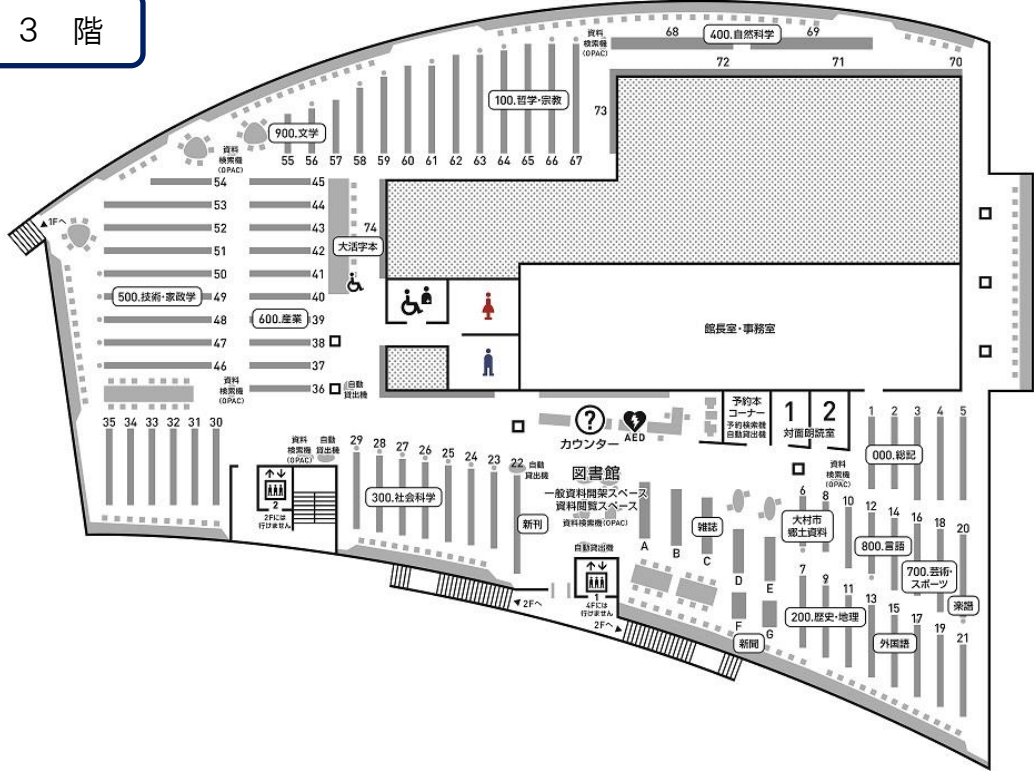 3 階
資料
検索機
(OPAC)
68
400.自然科学
69
72
71
70
73
100.哲学・宗教
900.文学
資料
検索機
(OPAC)
55
56
57
58
59
60
61
62
63
64
65
66
67
54
45
53
44
52
43
51
42
50
41
500.技術・家政学
49
40
48
600.産業
39
47
38
46
37
36
74
大活字本
▲1Fへ
資料
検索機
(OPAC)
自動
貸出機
館長室・事務室
35
34
33
32
31
30
資料
検索機
(OPAC)
自動
貸出機
2
2Fには
行けません
29
28
27
26
25
24
23
22
自動
貸出機
300.社会科学
新刊
?
カウンター
AED
図書館
一般資料開架スペース
資料閲覧スペース
資料検索機(OPAC)
自動貸出機
1
4Fには
行けません
◀2Fへ
2Fへ▶
予約本
コーナー
予約検索機
自動貸出機
1
2
対面朗読室
資料
検索機
(OPAC)
1
2
3
4
5
000.総記
A
B
C
雑誌
D
E
F
G
新聞
6
8
10
大村市
郷土資料
12
14
16
18
20
800.言語
700.芸術・
スポーツ
楽譜
7
9
11
13
15
17
19
21
200.歴史・地理
外国語